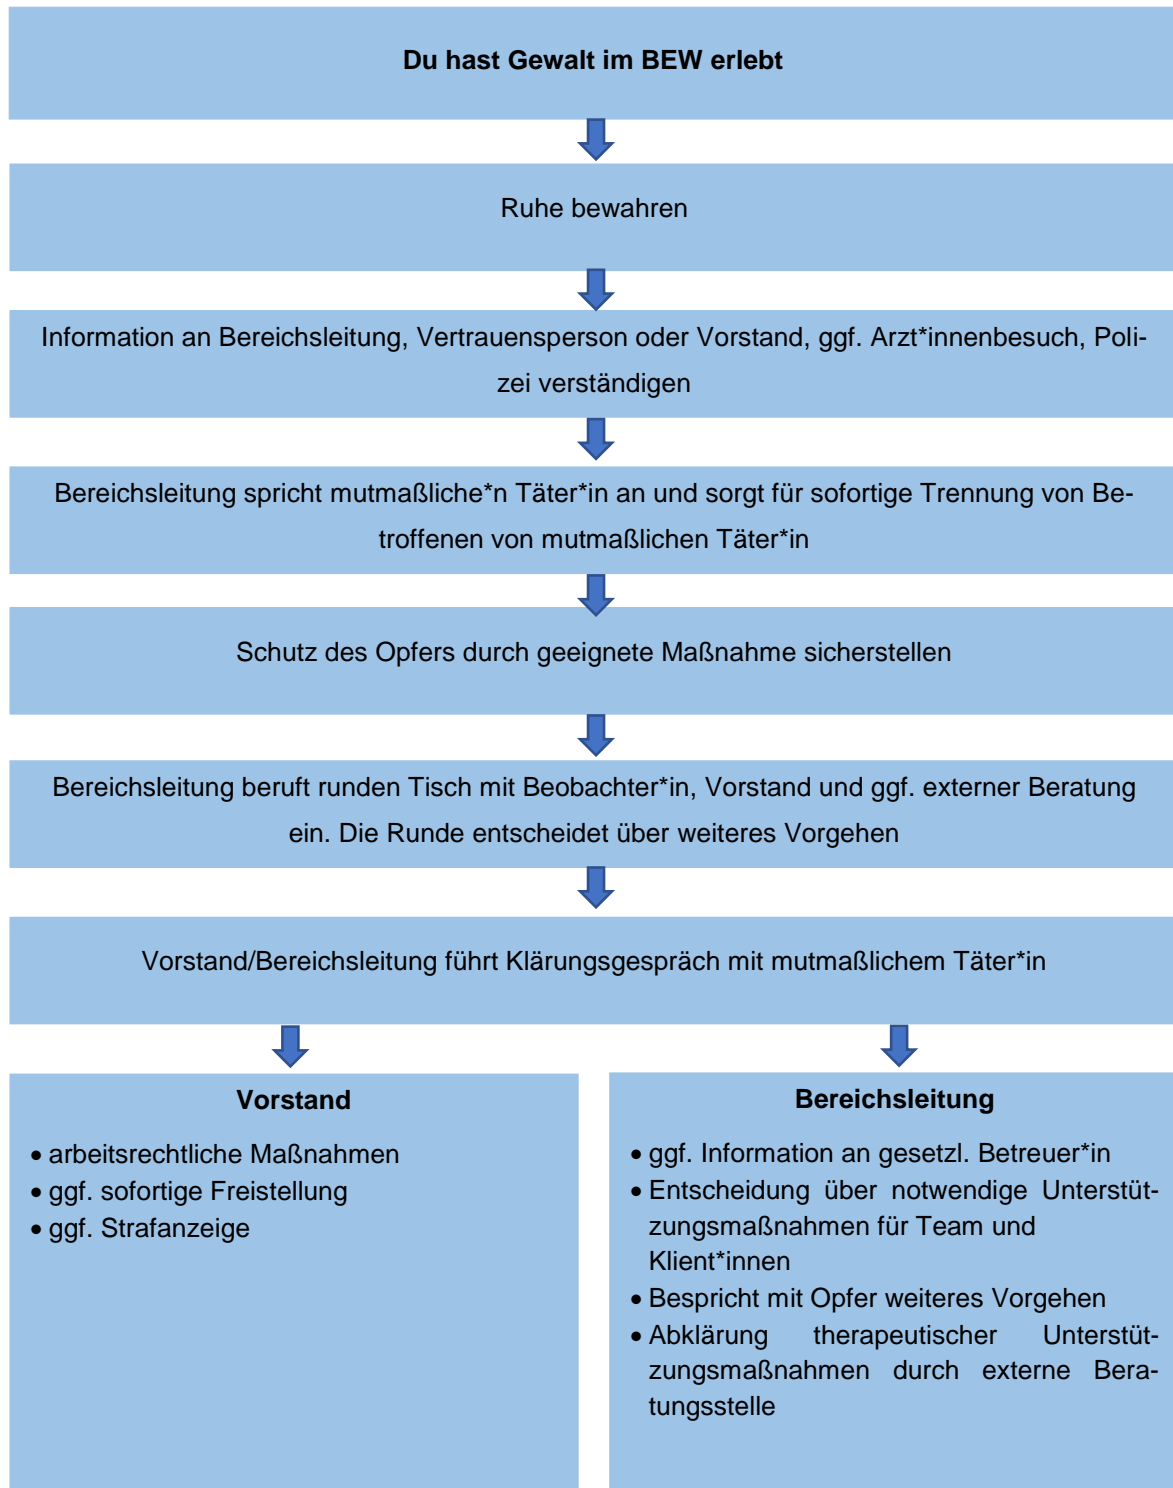 Du hast Gewalt im BEW erlebt
Ruhe bewahren
Information an Bereichsleitung, Vertrauensperson oder Vorstand, ggf. Arzt*innenbesuch, Poli-
zei verständigen
Bereichsleitung spricht mutmaßliche*n Täter*in an und sorgt für sofortige Trennung von Be-
troffenen von mutmaßlichen Täter*in
Schutz des Opfers durch geeignete Maßnahme sicherstellen
Bereichsleitung beruft runden Tisch mit Beobachter*in, Vorstand und ggf. externer Beratung
ein. Die Runde entscheidet über weiteres Vorgehen
Vorstand/Bereichsleitung führt Klärungsgespräch mit mutmaßlichem Täter*in
Vorstand
• arbeitsrechtliche Maßnahmen
• ggf. sofortige Freistellung
• ggf. Strafanzeige
Bereichsleitung
• ggf. Information an gesetzl. Betreuer*in
• Entscheidung über notwendige Unterstüt-
zungsmaßnahmen für Team und
Klient*innen
• Bespricht mit Opfer weiteres Vorgehen
• Abklärung therapeutischer Unterstüt-
zungsmaßnahmen durch externe Bera-
tungsstelle